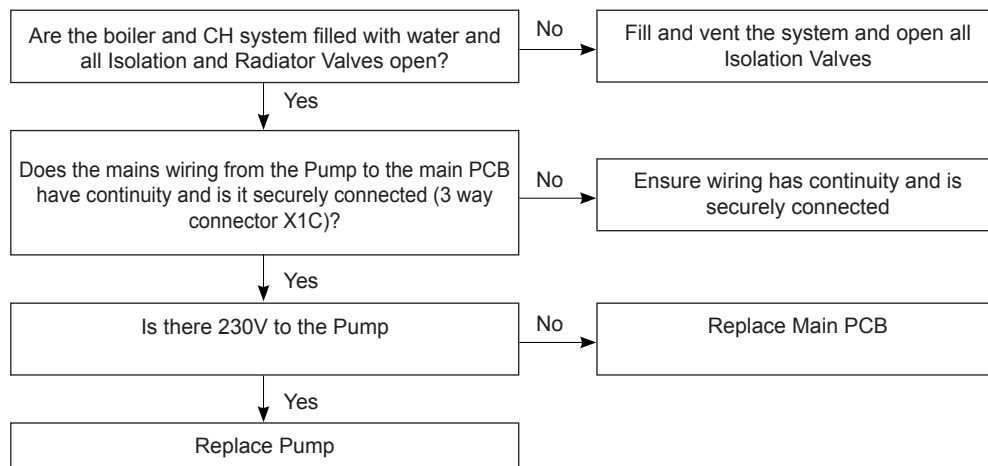 Are the boiler and CH system filled with water and
all Isolation and Radiator Valves open?
No
Fill and vent the system and open all
Isolation Valves
Yes
Does the mains wiring from the Pump to the main PCB
have continuity and is it securely connected (3 way
connector X1C)?
No
Ensure wiring has continuity and is
securely connected
Yes
Is there 230V to the Pump
No
Replace Main PCB
Yes
Replace Pump